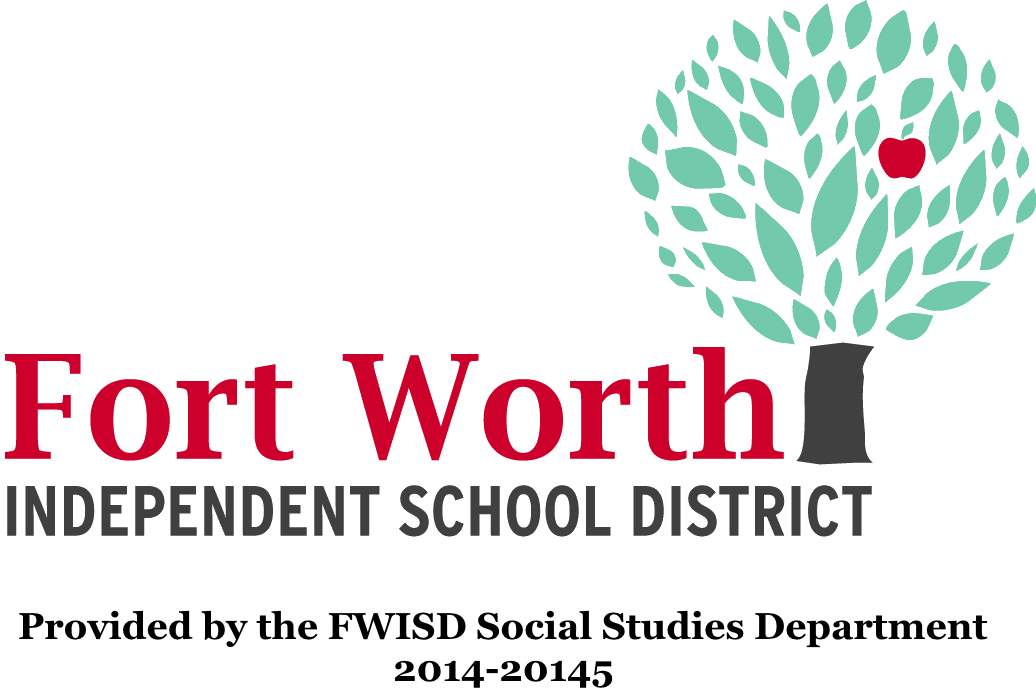 Fort Worth
INDEPENDENT SCHOOL DISTRICT
Provided by the FWISD Social Studies Department
2014-20145